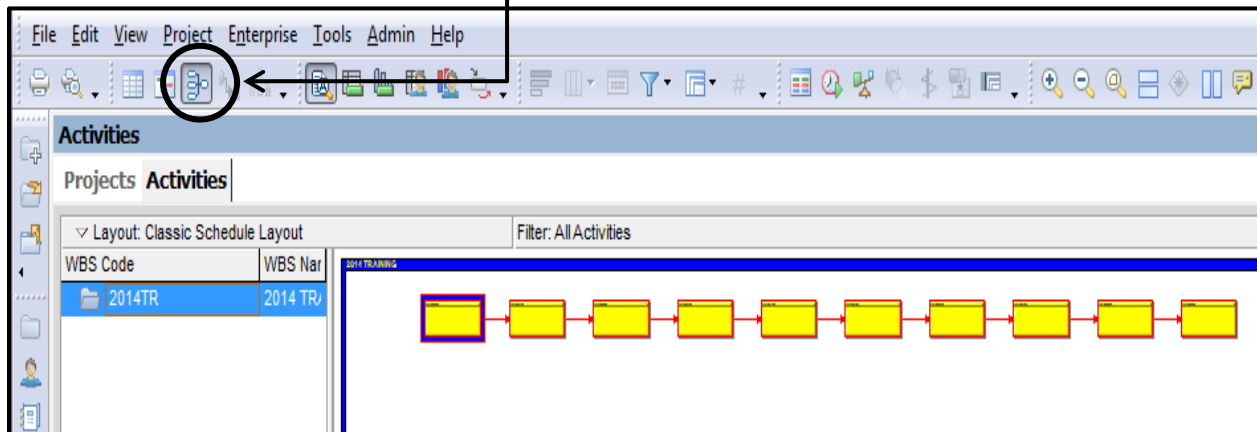 File Edit View Project Enterprise Tools Admin Help
Activities
Projects Activities
Layout: Classic Schedule Layout Filter: All Activities
WBS Code WBS Nar
2014TR 2014 TRA
2014 TRAINING